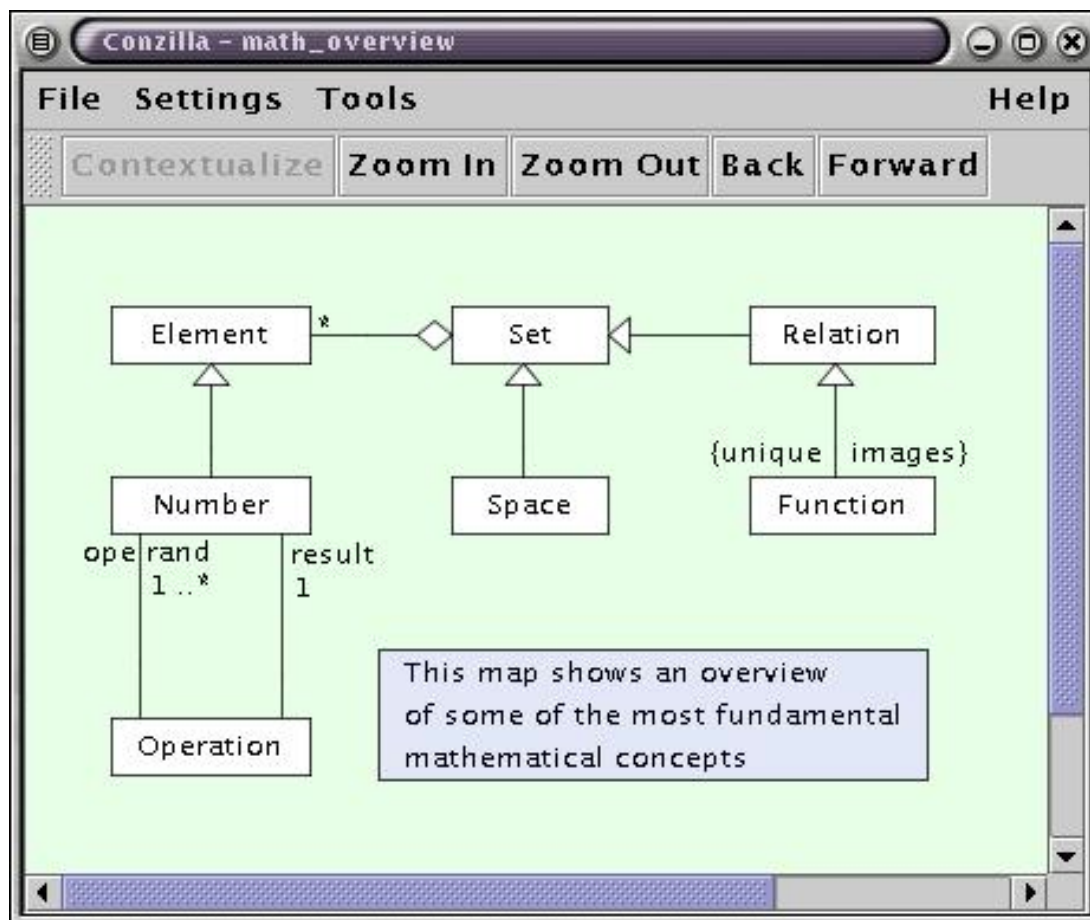 Conzilla - math_overview
File Settings Tools Help
Contextualize Zoom In Zoom Out Back Forward
Element * Set Relation
{unique images}
Number Space Function
operand result
1 ..* 1
This map shows an overview
of some of the most fundamental
mathematical concepts
Operation